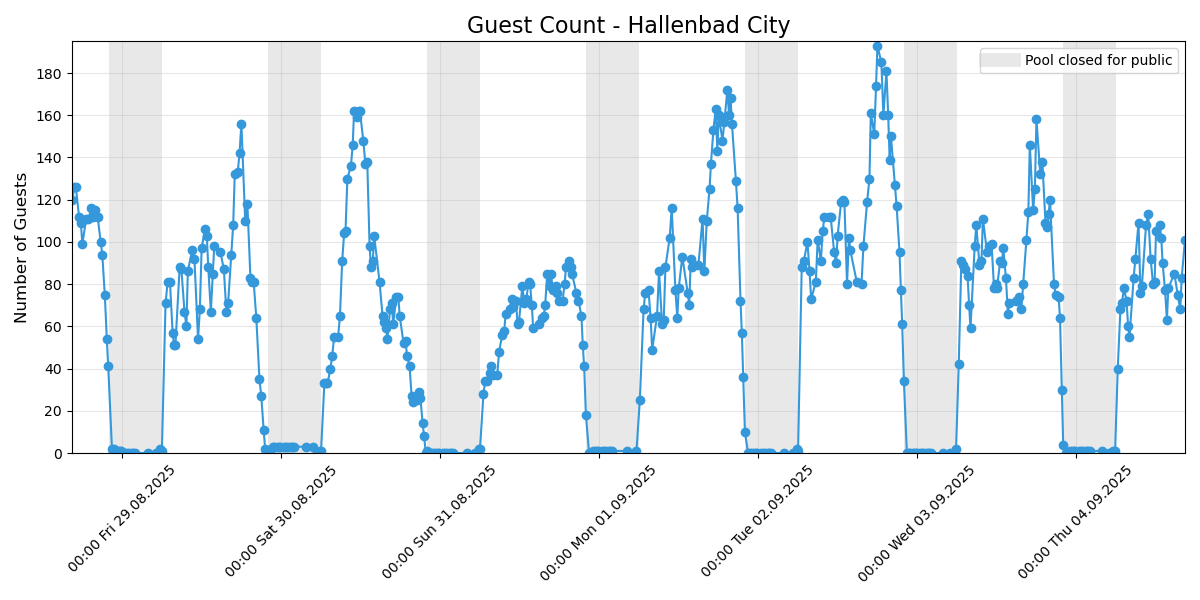 Guest Count - Hallenbad City
Pool closed for public
Number of Guests
180
160
140
120
100
80
60
40
20
0
00:00 Fri 29.08.2025
00:00 Sat 30.08.2025
00:00 Sun 31.08.2025
00:00 Mon 01.09.2025
00:00 Tue 02.09.2025
00:00 Wed 03.09.2025
00:00 Thu 04.09.2025